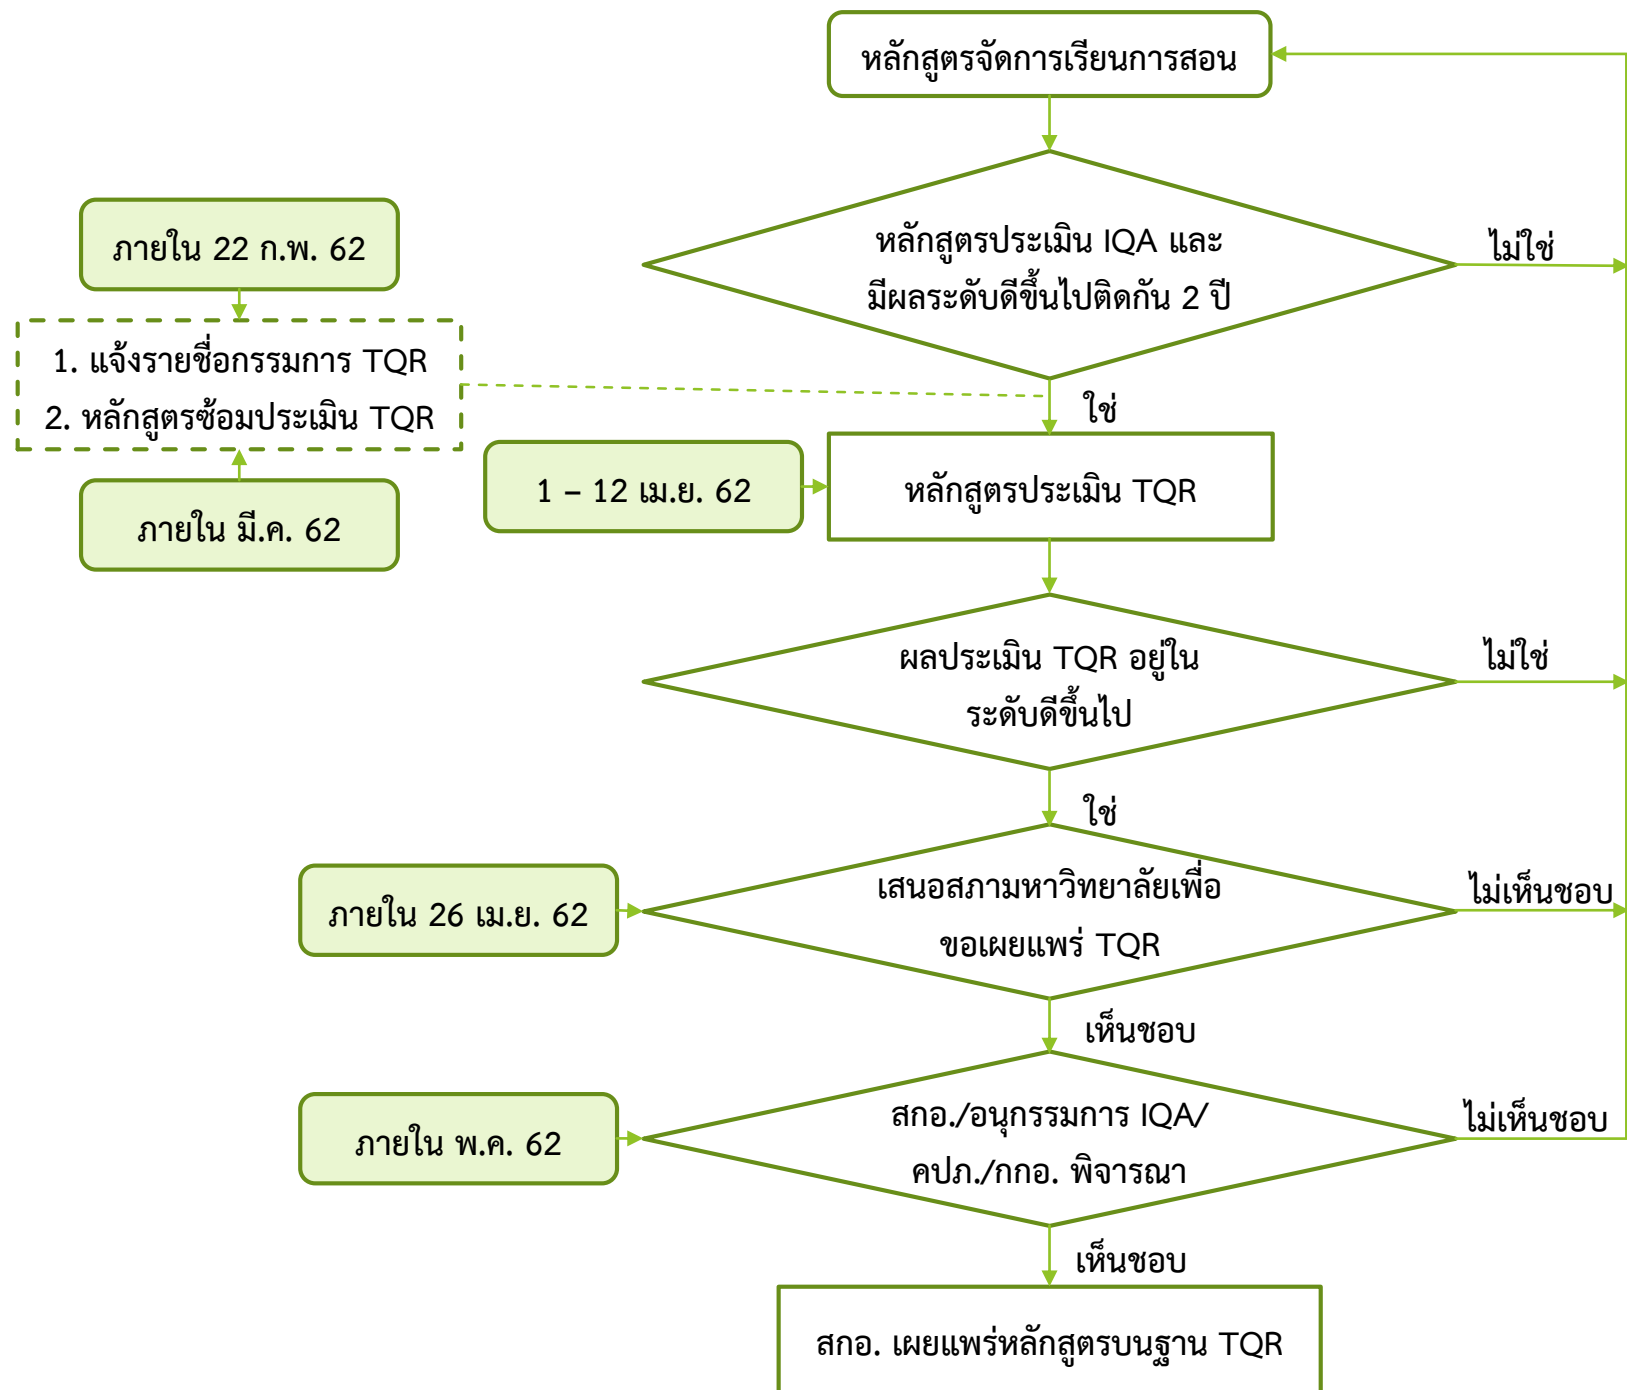 หลักสูตรจัดการเรียนการสอน
หลักสูตรประเมิน IQA และ
มีผลระดับดีขึ้นไปติดกัน 2 ปี
ไม่ใช่
ภายใน 22 ก.พ. 62
1. แจ้งรายชื่อกรรมการ TQR
2. หลักสูตรซ้อมประเมิน TQR
ภายใน มี.ค. 62
ใช่
1 – 12 เม.ย. 62
หลักสูตรประเมิน TQR
ผลประเมิน TQR อยู่ใน
ระดับดีขึ้นไป
ไม่ใช่
ใช่
ภายใน 26 เม.ย. 62
เสนอสภามหาวิทยาลัยเพื่อ
ขอเผยแพร่ TQR
ไม่เห็นชอบ
เห็นชอบ
ภายใน พ.ค. 62
สกอ./อนุกรรมการ IQA/
คปภ./กกอ. พิจารณา
ไม่เห็นชอบ
เห็นชอบ
สกอ. เผยแพร่หลักสูตรบนฐาน TQR